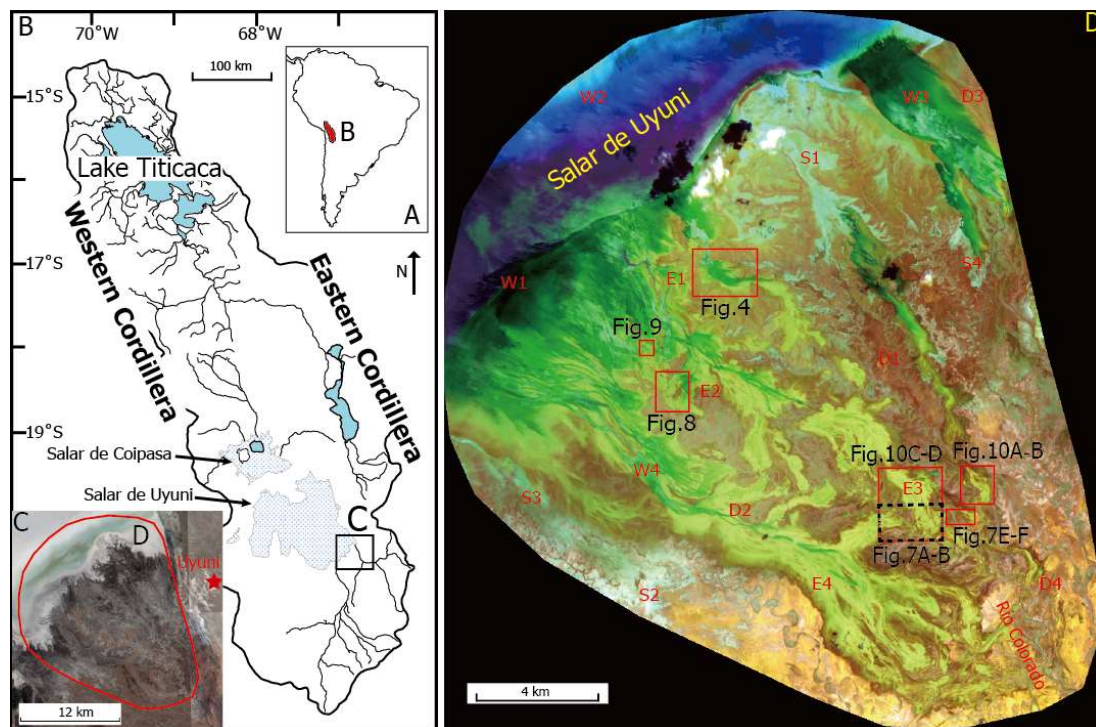 B
70°W
68°W
100 km
15°S
17°S
19°S
B
A
N
Lake Titicaca
Western Cordillera
Eastern Cordillera
Salar de Coipasa
Salar de Uyuni
C
C
D
Uyuni
12 km
D
Salar de Uyuni
W2
W3
D3
S1
S4
W1
E1
Fig.4
Fig.9
E2
Fig.8
D1
W4
S3
D2
Fig.10C-D
Fig.10A-B
E3
Fig.7E-F
Fig.7A-B
S2
E4
D4
Rio Colorado
4 km